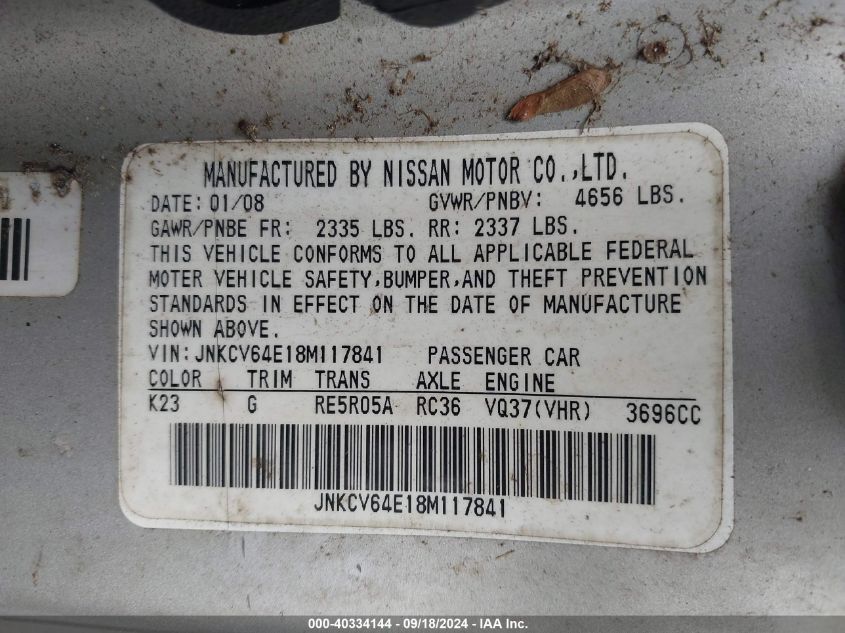 MANUFACTURED BY NISSAN MOTOR CO.,LTD.
DATE: 01/08 GVWR/PNBV: 4656 LBS.
GAWR/PNBE FR: 2335 LBS. RR: 2337 LBS.
THIS VEHICLE CONFORMS TO ALL APPLICABLE FEDERAL
MOTER VEHICLE SAFETY,BUMPER,AND THEFT PREVENTION
STANDARDS IN EFFECT ON THE DATE OF MANUFACTURE
SHOWN ABOVE.
VIN: JNKCV64E18M117841 PASSENGER CAR
COLOR TRIM TRANS AXLE ENGINE
K23 G RE5R05A RC36 VQ37(VHR) 3696CC
JNKCV64E18M117841
000-40334144 - 09/18/2024 - IAA Inc.